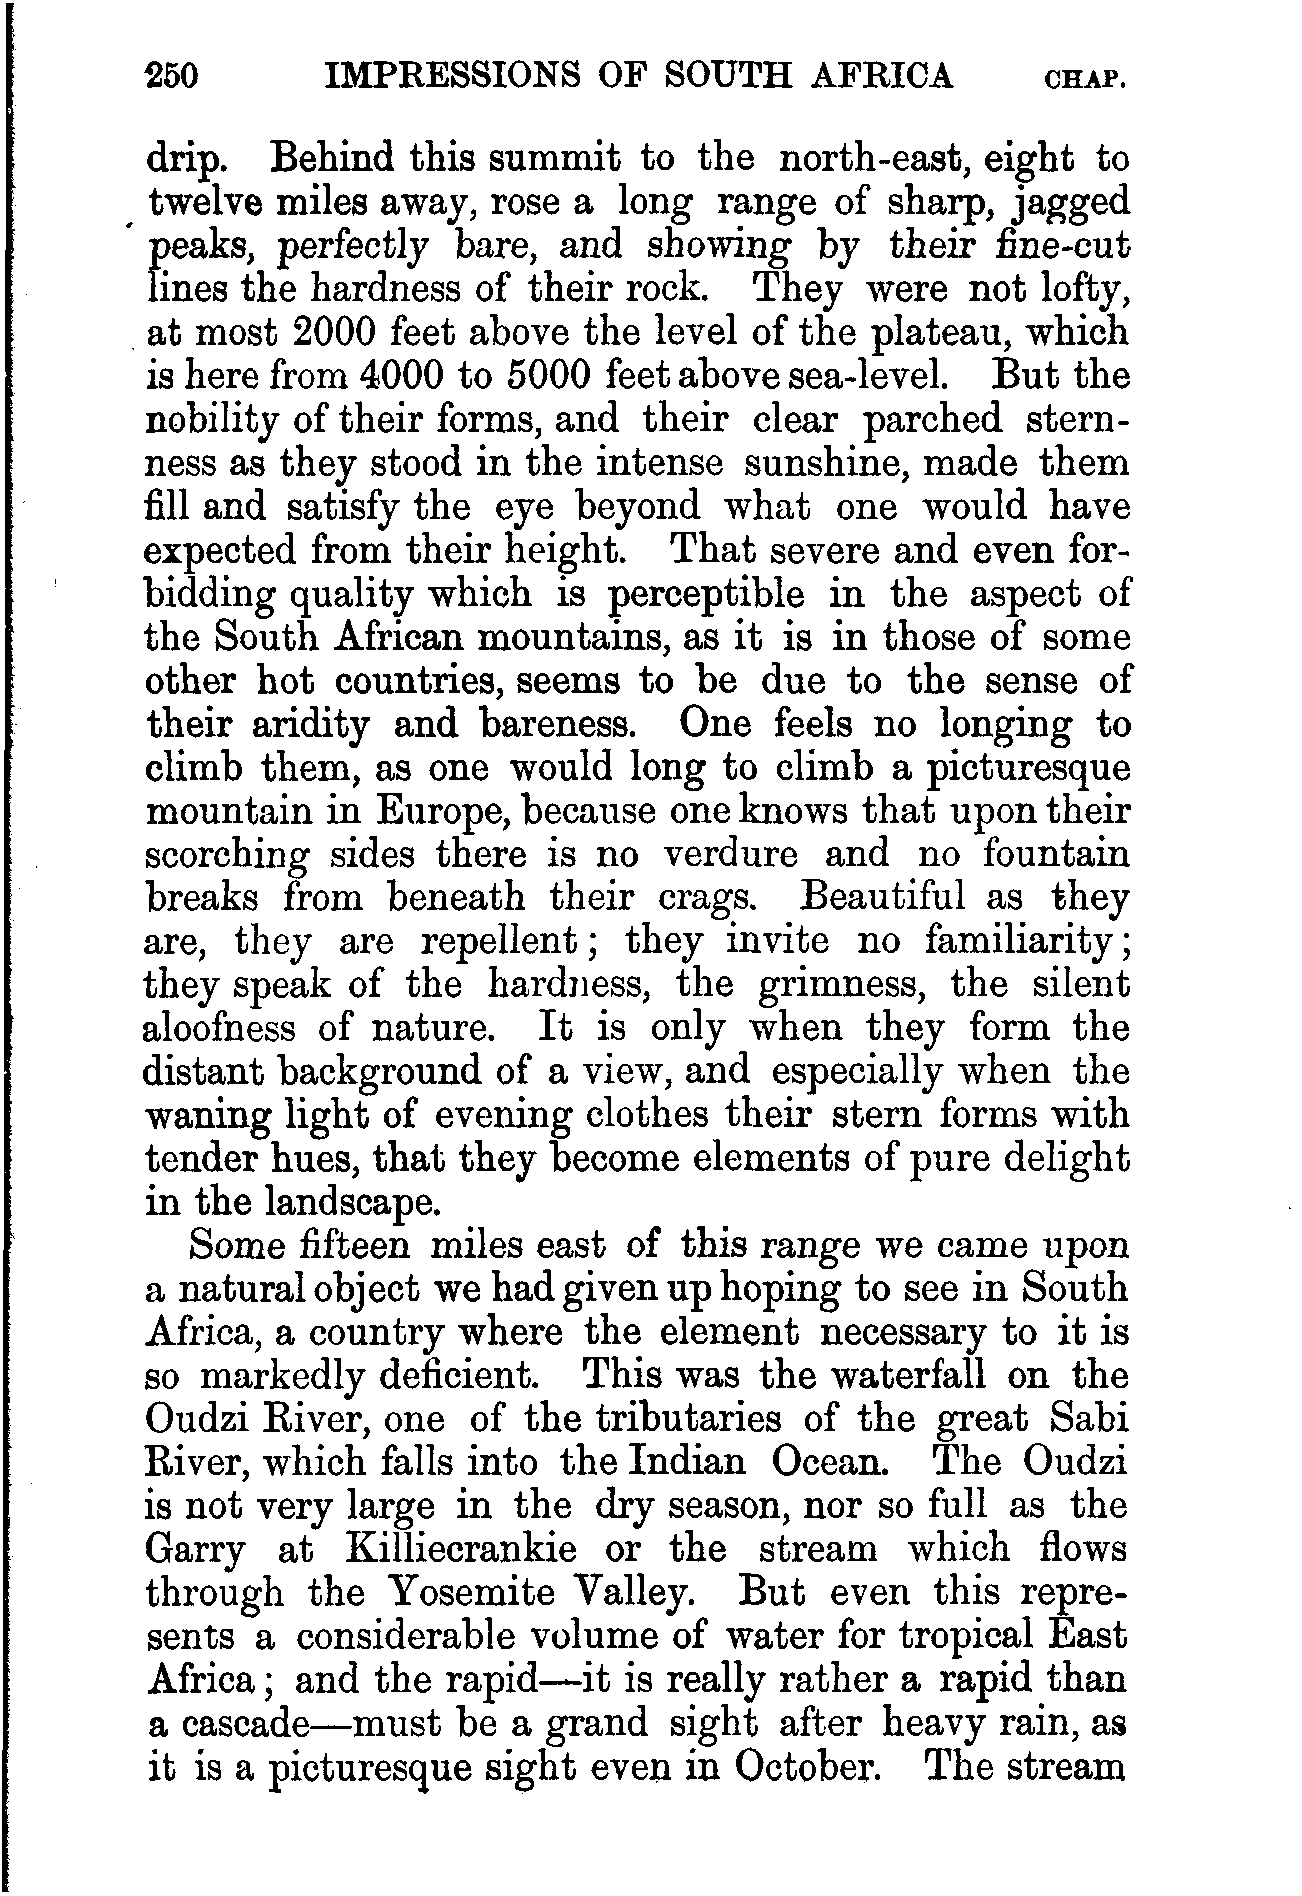 250 IMPRESSIONS OF SOUTH AFRICA CHAP.
drip. Behind this summit to the north-east, eight to
twelve miles away, rose a long range of sharp, jagged
peaks, perfectly bare, and showing by their fine-cut
lines the hardness of their rock. They were not lofty,
at most 2000 feet above the level of the plateau, which
is here from 4000 to 5000 feet above sea-level. But the
nobility of their forms, and their clear parched stern-
ness as they stood in the intense sunshine, made them
fill and satisfy the eye beyond what one would have
expected from their height. That severe and even for-
bidding quality which is perceptible in the aspect of
the South African mountains, as it is in those of some
other hot countries, seems to be due to the sense of
their aridity and bareness. One feels no longing to
climb them, as one would long to climb a picturesque
mountain in Europe, because one knows that upon their
scorching sides there is no verdure and no fountain
breaks from beneath their crags. Beautiful as they
are, they are repellent; they invite no familiarity;
they speak of the hardness, the grimness, the silent
aloofness of nature. It is only when they form the
distant background of a view, and especially when the
waning light of evening clothes their stern forms with
tender hues, that they become elements of pure delight
in the landscape.
Some fifteen miles east of this range we came upon
a natural object we had given up hoping to see in South
Africa, a country where the element necessary to it is
so markedly deficient. This was the waterfall on the
Oudzi River, one of the tributaries of the great Sabi
River, which falls into the Indian Ocean. The Oudzi
is not very large in the dry season, nor so full as the
Garry at Killiecrankie or the stream which flows
through the Yosemite Valley. But even this repre-
sents a considerable volume of water for tropical East
Africa; and the rapid—it is really rather a rapid than
a cascade—must be a grand sight after heavy rain, as
it is a picturesque sight even in October. The stream